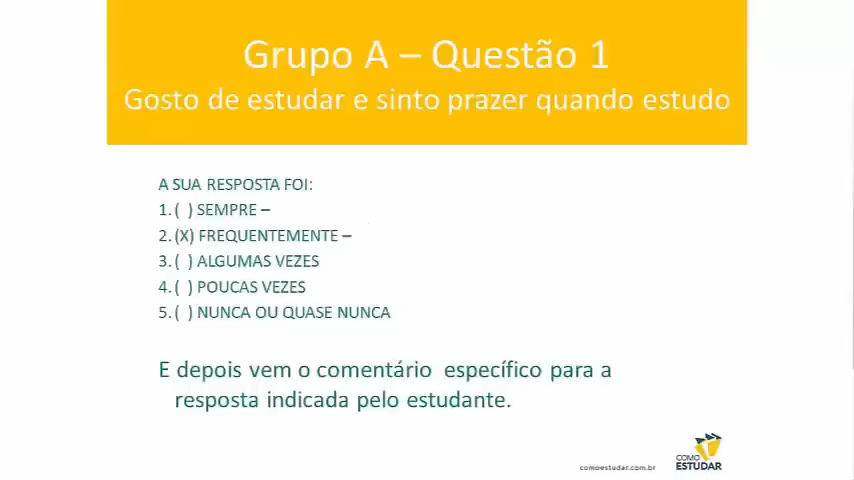 Grupo A – Questão 1
Gosto de estudar e sinto prazer quando estudo
A SUA RESPOSTA FOI:
1. ( ) SEMPRE –
2. (X) FREQUENTEMENTE –
3. ( ) ALGUMAS VEZES
4. ( ) POUCAS VEZES
5. ( ) NUNCA OU QUASE NUNCA
E depois vem o comentário específico para a
resposta indicada pelo estudante.
comoestudar.com.br
COMO
ESTUDAR